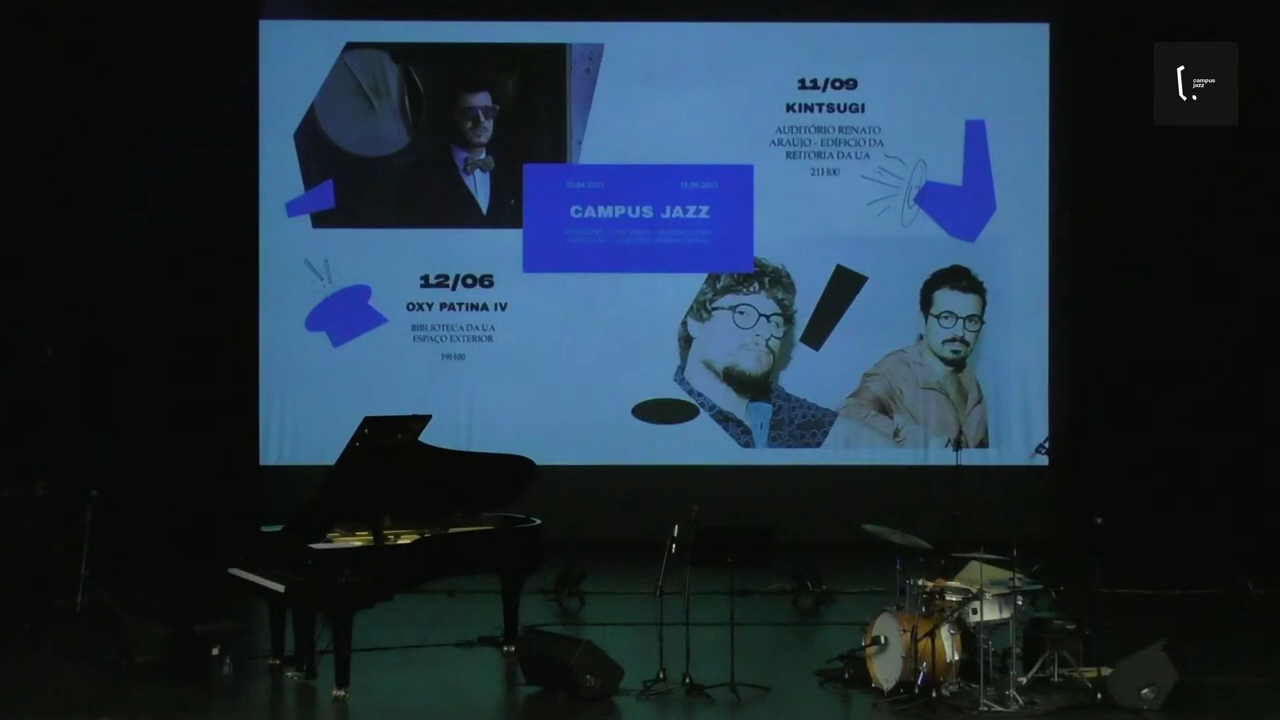 11/09
KINTSUGI
AUDITÓRIO RENATO
ARAÚJO - EDÍFICIO DA
REITORIA DA UA
21H00
CAMPUS JAZZ
12/06
OXY PATINA IV
BIBLIOTECA DA UA
ESPAÇO EXTERIOR
19H00
campus
jazz